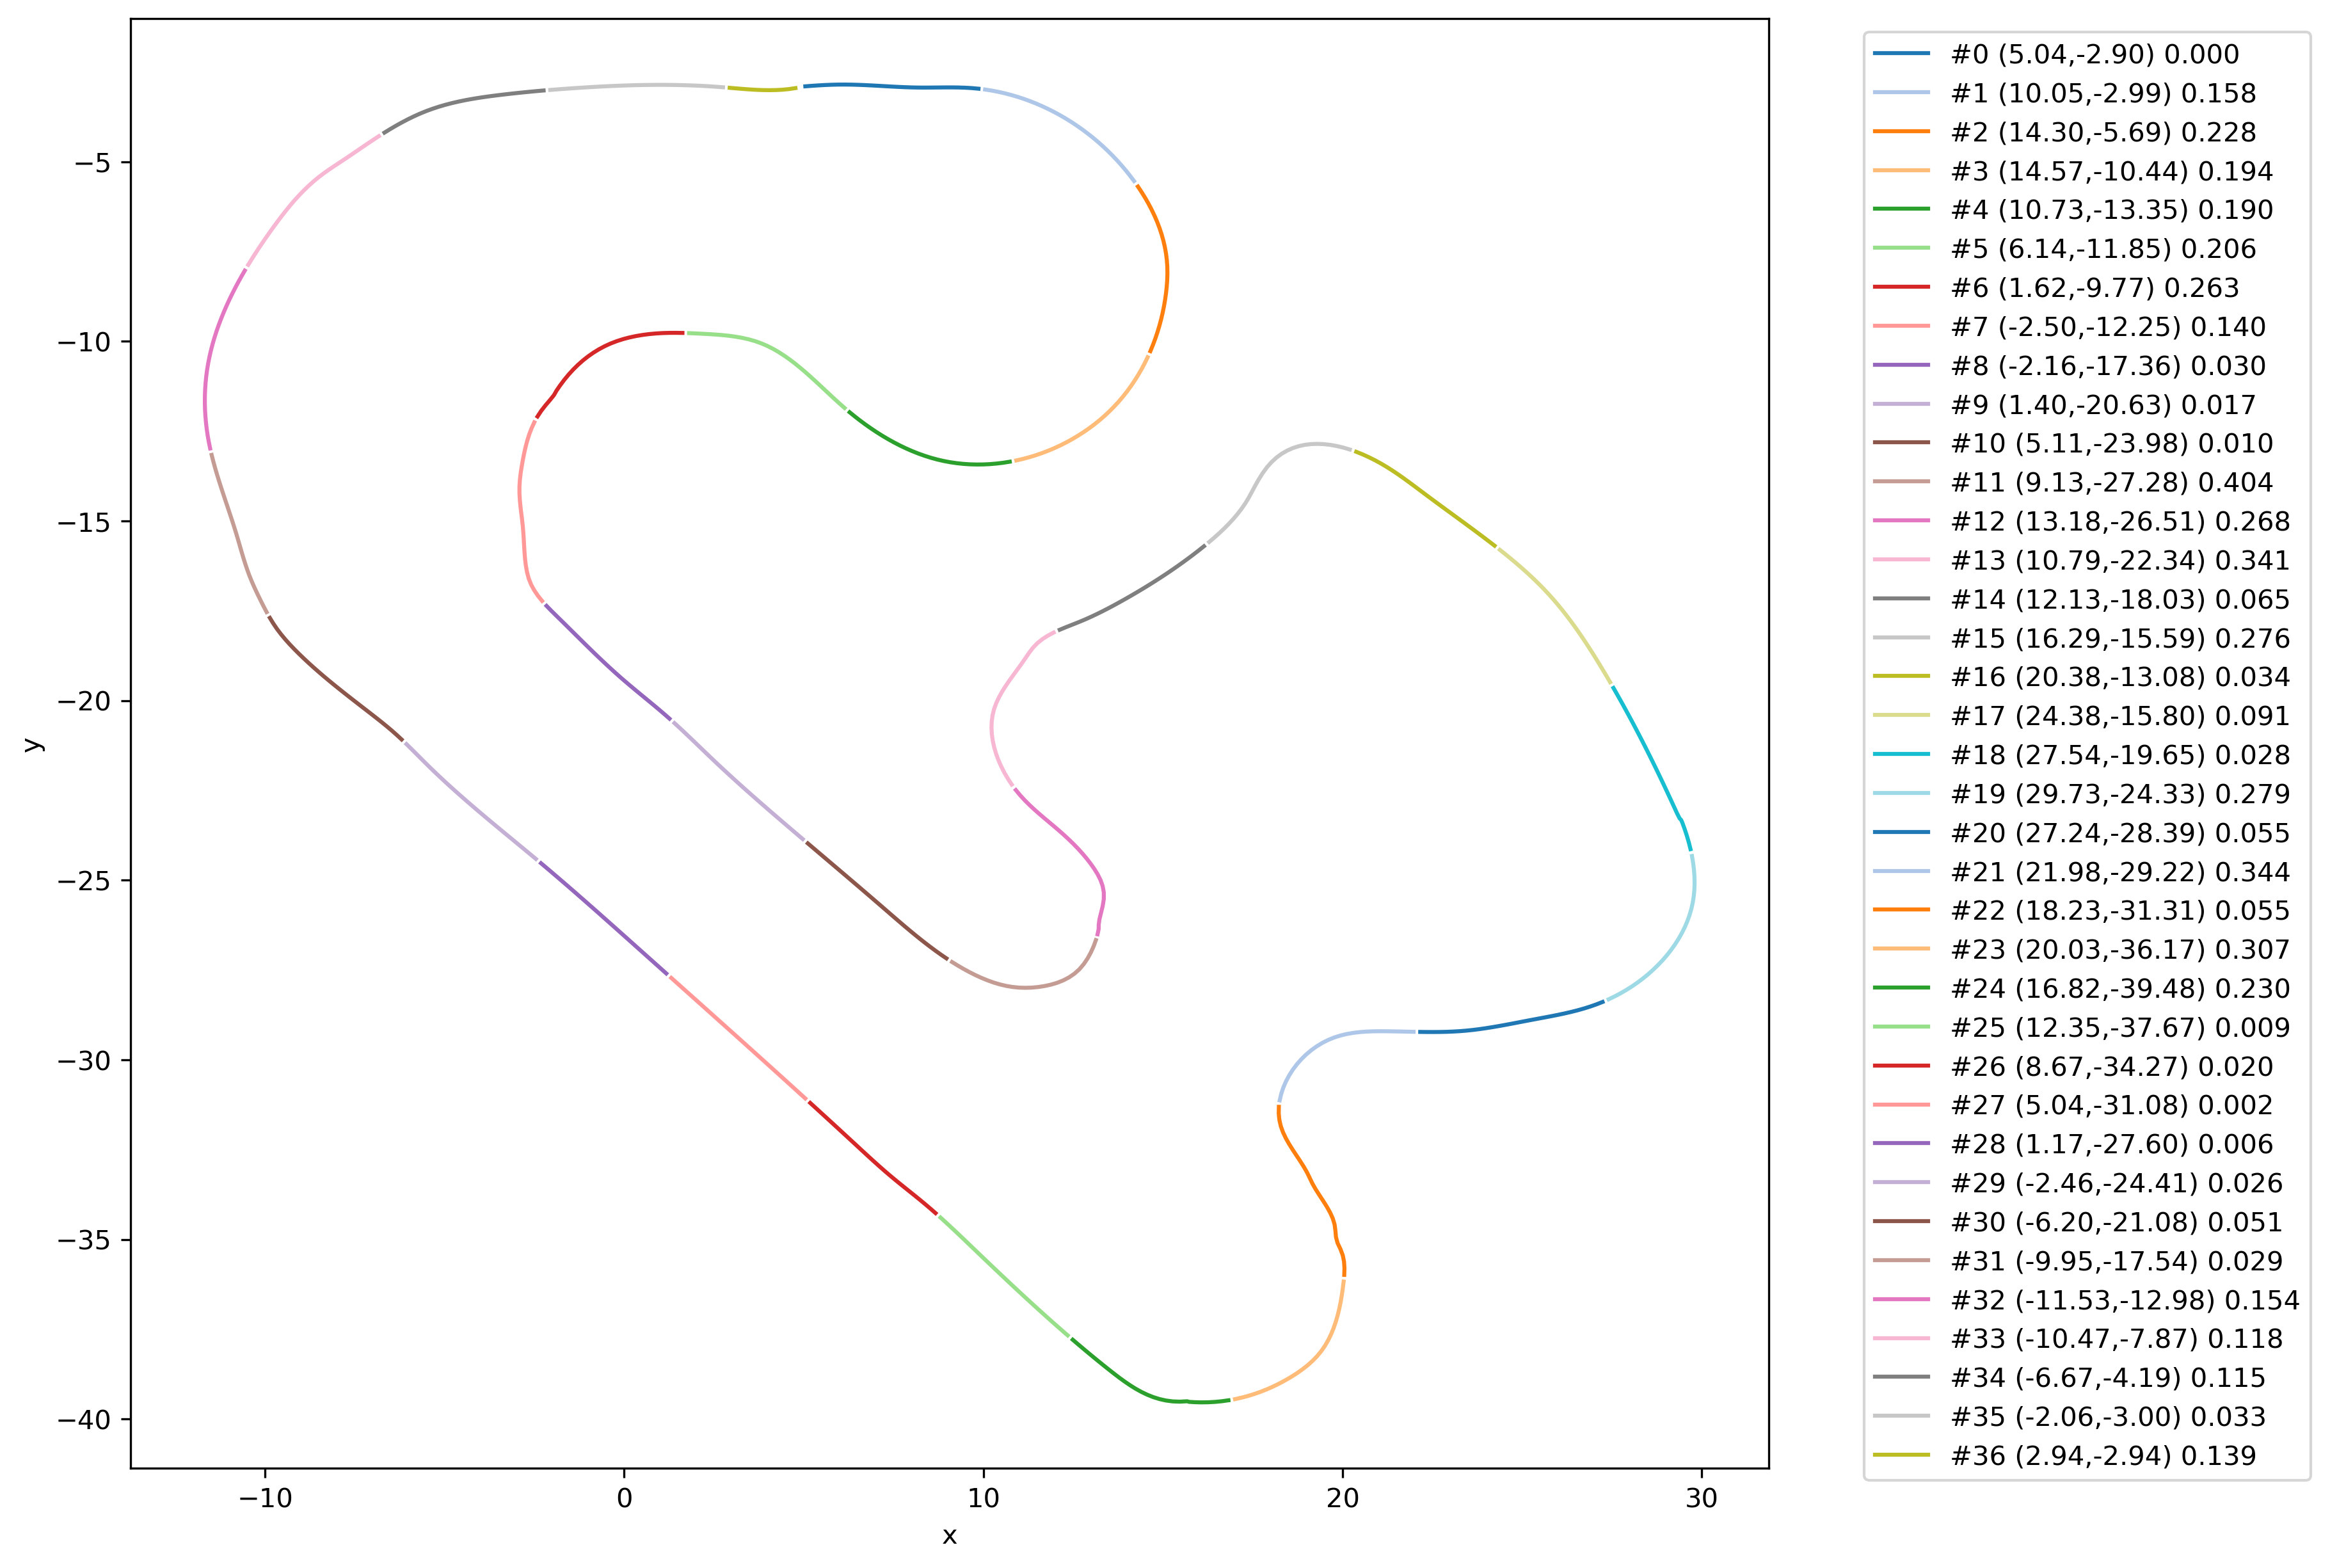 −5
−10
−15
−20
−25
−30
−35
−40
y
−10 0 10 20 30
x
#0 (5.04,-2.90) 0.000
#1 (10.05,-2.99) 0.158
#2 (14.30,-5.69) 0.228
#3 (14.57,-10.44) 0.194
#4 (10.73,-13.35) 0.190
#5 (6.14,-11.85) 0.206
#6 (1.62,-9.77) 0.263
#7 (-2.50,-12.25) 0.140
#8 (-2.16,-17.36) 0.030
#9 (1.40,-20.63) 0.017
#10 (5.11,-23.98) 0.010
#11 (9.13,-27.28) 0.404
#12 (13.18,-26.51) 0.268
#13 (10.79,-22.34) 0.341
#14 (12.13,-18.03) 0.065
#15 (16.29,-15.59) 0.276
#16 (20.38,-13.08) 0.034
#17 (24.38,-15.80) 0.091
#18 (27.54,-19.65) 0.028
#19 (29.73,-24.33) 0.279
#20 (27.24,-28.39) 0.055
#21 (21.98,-29.22) 0.344
#22 (18.23,-31.31) 0.055
#23 (20.03,-36.17) 0.307
#24 (16.82,-39.48) 0.230
#25 (12.35,-37.67) 0.009
#26 (8.67,-34.27) 0.020
#27 (5.04,-31.08) 0.002
#28 (1.17,-27.60) 0.006
#29 (-2.46,-24.41) 0.026
#30 (-6.20,-21.08) 0.051
#31 (-9.95,-17.54) 0.029
#32 (-11.53,-12.98) 0.154
#33 (-10.47,-7.87) 0.118
#34 (-6.67,-4.19) 0.115
#35 (-2.06,-3.00) 0.033
#36 (2.94,-2.94) 0.139